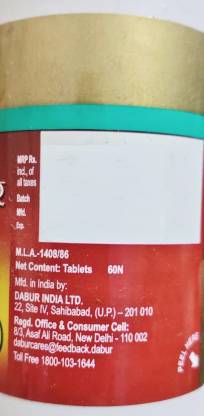 MRP Rs.
incl. of
all taxes
Batch
Mfd.
Exp.
M.L.A.-1408/86
Net Content: Tablets 60N
Mfd. in India by:
DABUR INDIA LTD.
22, Site IV, Sahibabad, (U.P.) – 201 010
Regd. Office & Consumer Cell:
8/3, Asaf Ali Road, New Delhi - 110 002
daburcares@feedback.dabur
Toll Free 1800-103-1644
PEEL HERE